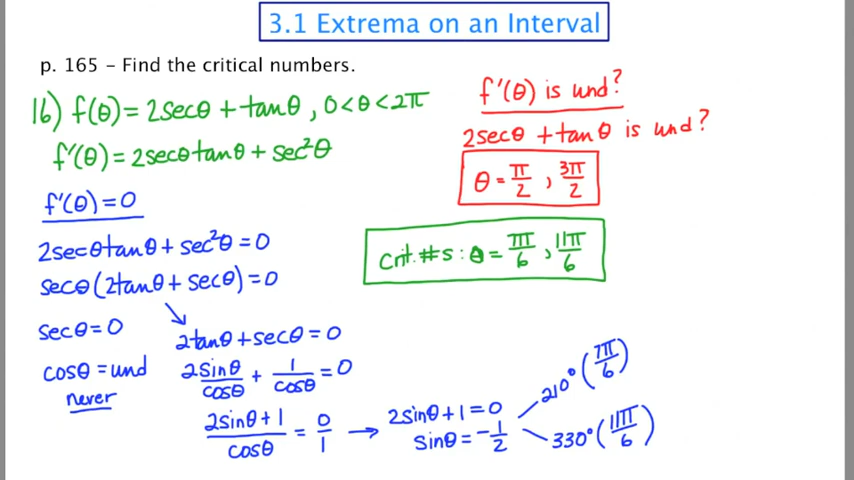 3.1 Extrema on an Interval
p. 165 – Find the critical numbers.
16) f(θ) = 2secθ + tanθ , 0 < θ < 2π
f'(θ) = 2secθtanθ + sec²θ
f'(θ) = 0
2secθtanθ + sec²θ = 0
secθ(2tanθ + secθ) = 0
secθ = 0
cosθ = und
never
2tanθ + secθ = 0
2sinθ/cosθ + 1/cosθ = 0
2sinθ + 1/cosθ = 0/1 → 2sinθ + 1 = 0
sinθ = -1/2
210° (7π/6)
330° (11π/6)
f'(θ) is und?
2secθ + tanθ is und?
θ = π/2 , 3π/2
Crit. #s : θ = 7π/6 , 11π/6